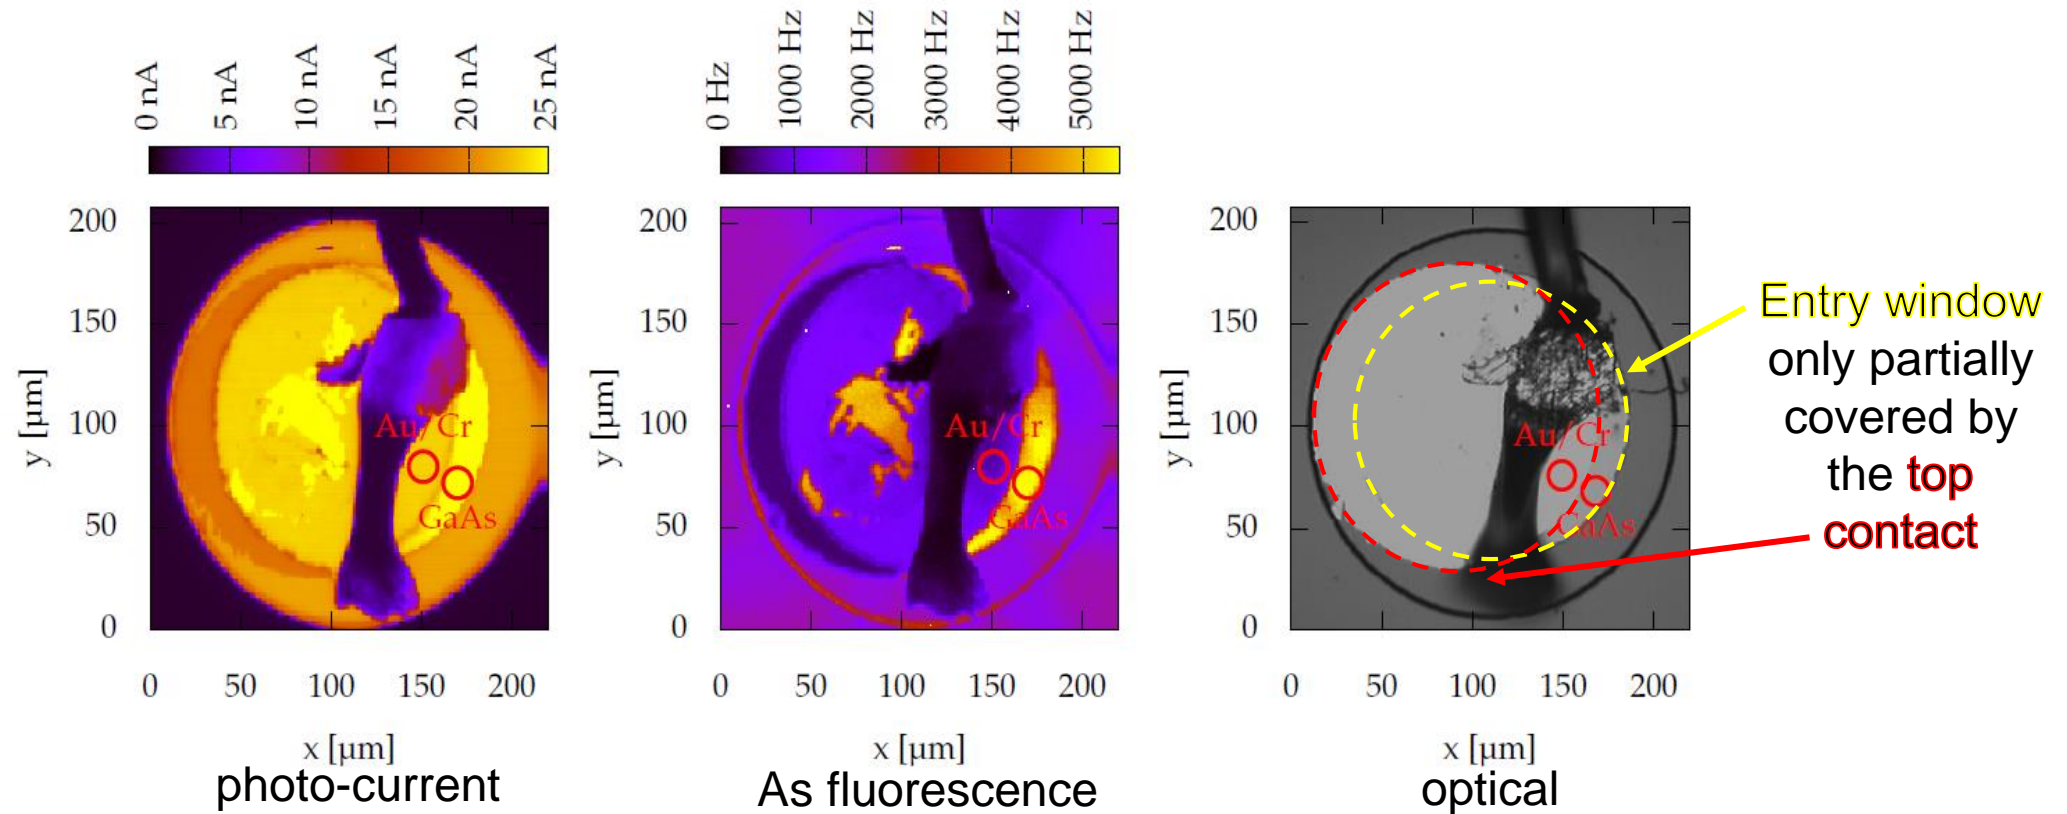 0 nA
5 nA
10 nA
15 nA
20 nA
25 nA
0 Hz
1000 Hz
2000 Hz
3000 Hz
4000 Hz
5000 Hz
200
150
100
50
0
y [µm]
Au/Cr
GaAs
0
50
100
150
200
x [µm]
photo-current
200
150
100
50
0
y [µm]
Au/Cr
GaAs
0
50
100
150
200
x [µm]
As fluorescence
200
150
100
50
0
y [µm]
Au/Cr
GaAs
0
50
100
150
200
x [µm]
optical
Entry window
only partially
covered by
the top
contact